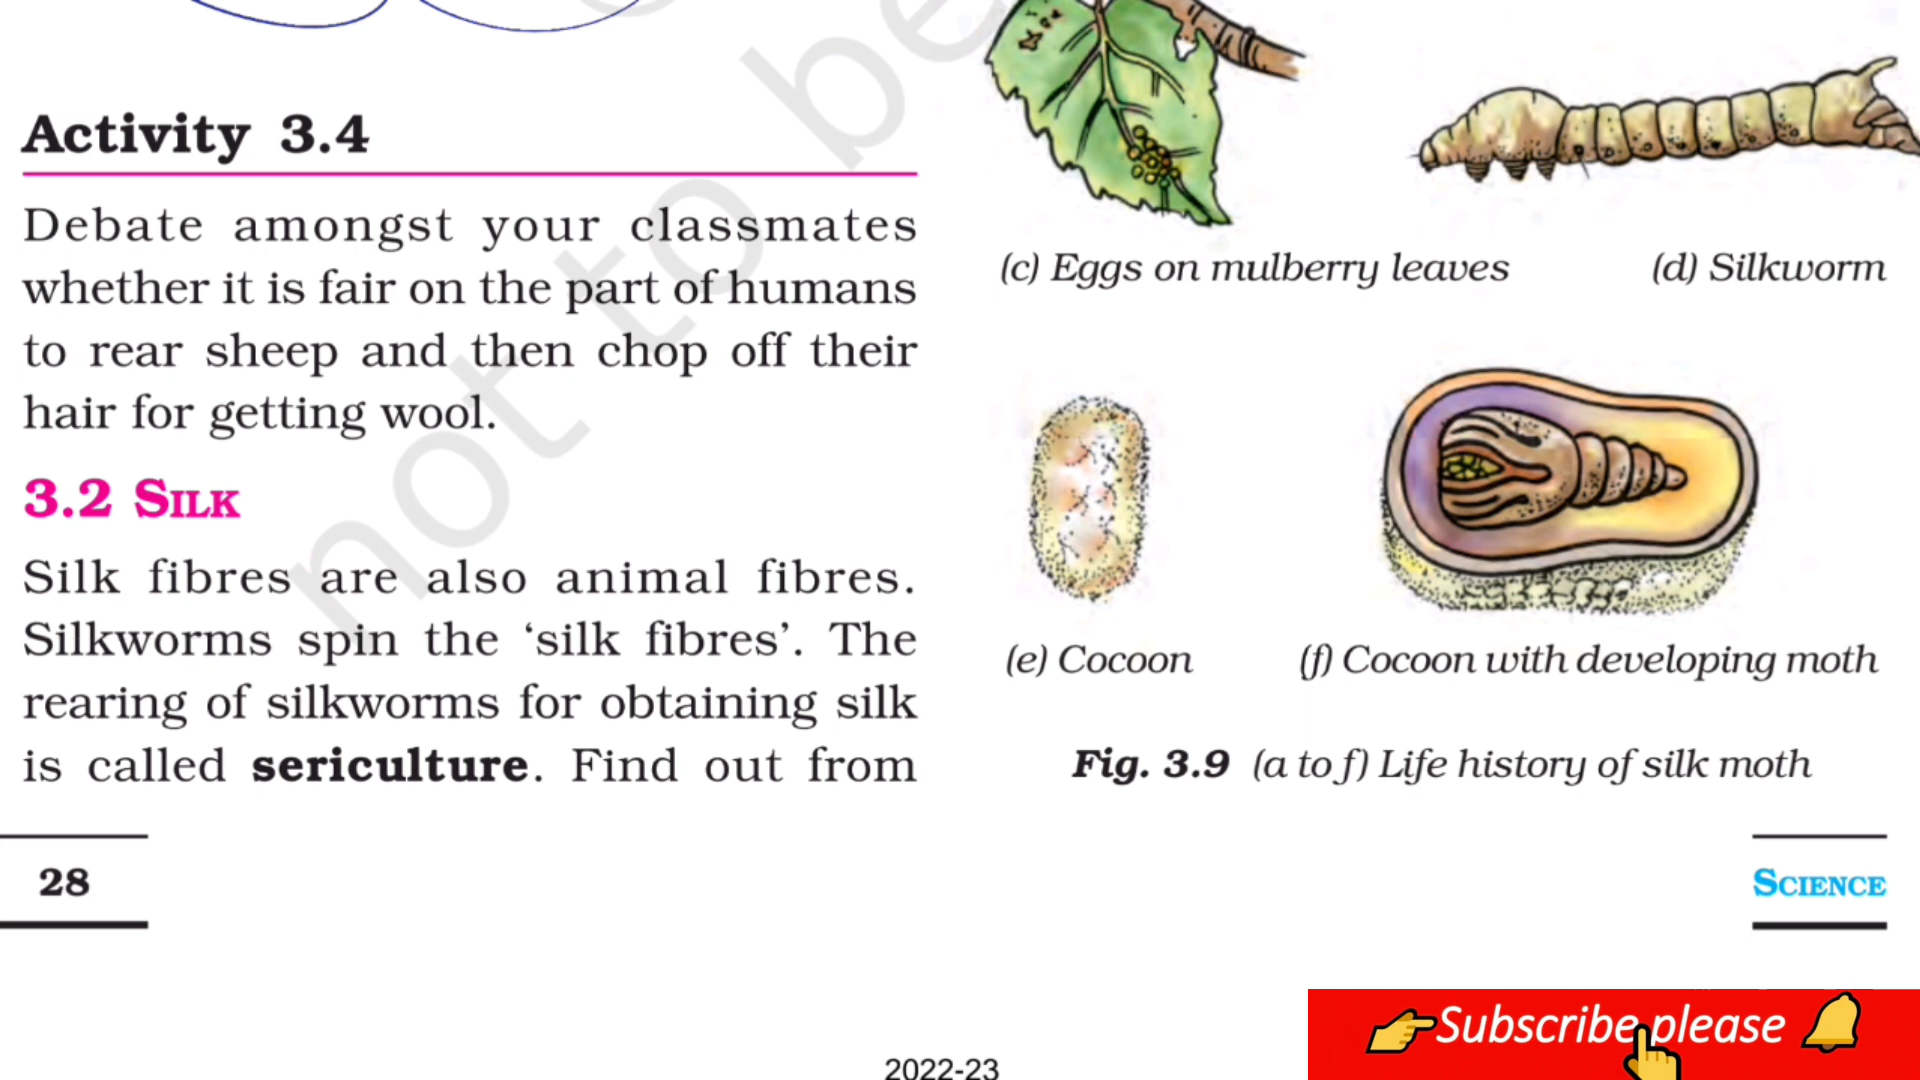 Activity 3.4
Debate amongst your classmates
whether it is fair on the part of humans
to rear sheep and then chop off their
hair for getting wool.
3.2 SILK
Silk fibres are also animal fibres.
Silkworms spin the ‘silk fibres’. The
rearing of silkworms for obtaining silk
is called sericulture. Find out from
28
(c) Eggs on mulberry leaves
(d) Silkworm
(e) Cocoon
(f) Cocoon with developing moth
Fig. 3.9 (a to f) Life history of silk moth
SCIENCE
not to be
Subscribe please
2022-23